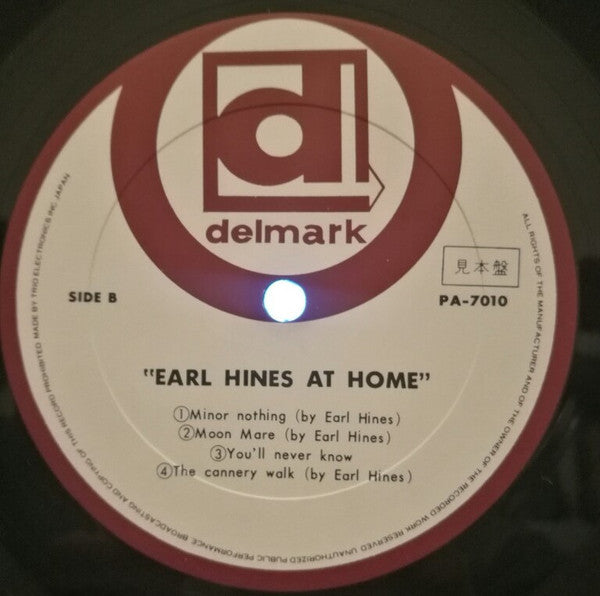 d
delmark
見本盤
SIDE B
PA-7010
"EARL HINES AT HOME"
①Minor nothing (by Earl Hines)
②Moon Mare (by Earl Hines)
③You'll never know
④The cannery walk (by Earl Hines)
ALL RIGHTS OF THE MANUFACTURER AND OF THE OWNER OF THE RECORDED WORK RESERVED UNAUTHORIZED PUBLIC PERFORMANCE BROADCASTING AND COPYING OF THIS RECORD PROHIBITED MADE BY TRIO ELECTRONICS INC. JAPAN